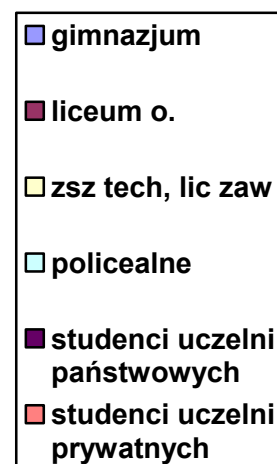 gimnazjum
liceum o.
zsz tech, lic zaw
policealne
studenci uczelni
państwowych
studenci uczelni
prywatnych